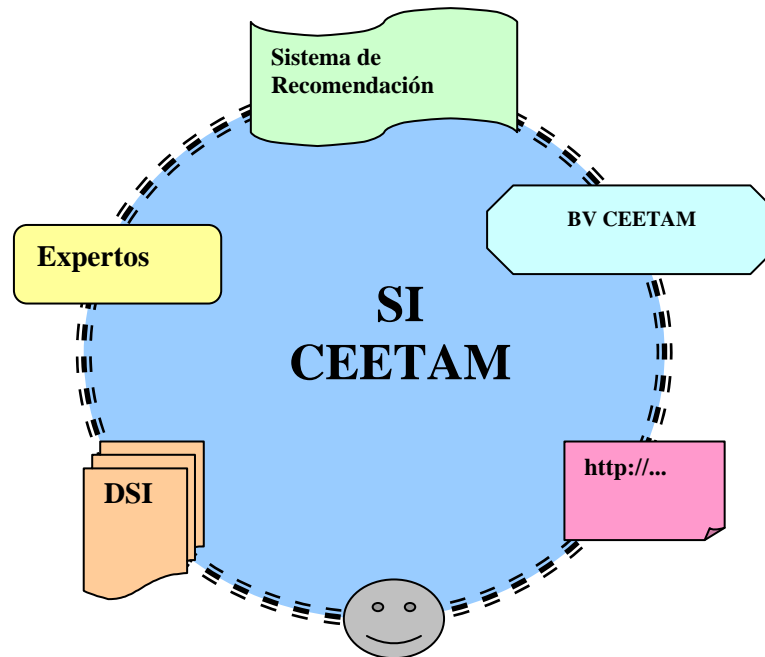 Sistema de
Recomendación
BV CEETAM
Expertos
SI
CEETAM
http://...
DSI